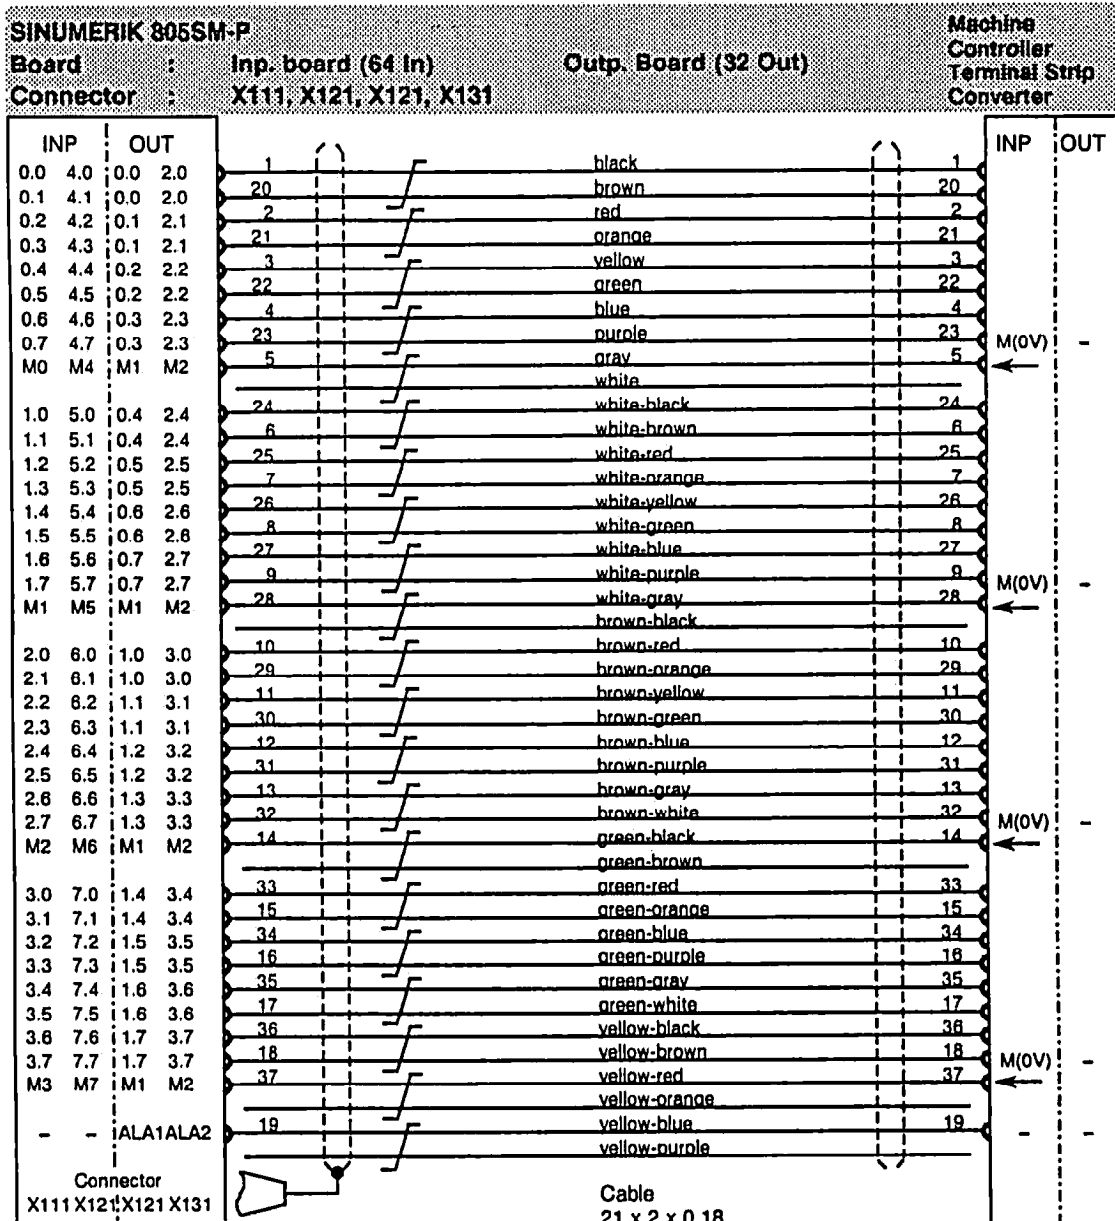 SINUMERIK 805SM-P
Board : Inp. board (64 In) Outp. Board (32 Out)
Connector : X111, X121, X121, X131
Machine
Controller
Terminal Strip
Converter
INP OUT INP OUT
0.0 4.0 0.0 2.0 1 black 1
0.1 4.1 0.0 2.0 20 brown 20
0.2 4.2 0.1 2.1 2 red 2
0.3 4.3 0.1 2.1 21 orange 21
0.4 4.4 0.2 2.2 3 yellow 3
0.5 4.5 0.2 2.2 22 green 22
0.6 4.6 0.3 2.3 4 blue 4
0.7 4.7 0.3 2.3 23 purple 23 M(0V) -
M0 M4 M1 M2 5 gray 5
white
1.0 5.0 0.4 2.4 24 white-black 24
1.1 5.1 0.4 2.4 6 white-brown 6
1.2 5.2 0.5 2.5 25 white-red 25
1.3 5.3 0.5 2.5 7 white-orange 7
1.4 5.4 0.6 2.6 26 white-yellow 26
1.5 5.5 0.6 2.6 8 white-green 8
1.6 5.6 0.7 2.7 27 white-blue 27
1.7 5.7 0.7 2.7 9 white-purple 9 M(0V) -
M1 M5 M1 M2 28 white-gray 28
brown-black
2.0 6.0 1.0 3.0 10 brown-red 10
2.1 6.1 1.0 3.0 29 brown-orange 29
2.2 6.2 1.1 3.1 11 brown-yellow 11
2.3 6.3 1.1 3.1 30 brown-green 30
2.4 6.4 1.2 3.2 12 brown-blue 12
2.5 6.5 1.2 3.2 31 brown-purple 31
2.6 6.6 1.3 3.3 13 brown-gray 13
2.7 6.7 1.3 3.3 32 brown-white 32 M(0V) -
M2 M6 M1 M2 14 green-black 14
green-brown
3.0 7.0 1.4 3.4 33 green-red 33
3.1 7.1 1.4 3.4 15 green-orange 15
3.2 7.2 1.5 3.5 34 green-blue 34
3.3 7.3 1.5 3.5 16 green-purple 16
3.4 7.4 1.6 3.6 35 green-gray 35
3.5 7.5 1.6 3.6 17 green-white 17
3.6 7.6 1.7 3.7 36 yellow-black 36
3.7 7.7 1.7 3.7 18 yellow-brown 18 M(0V) -
M3 M7 M1 M2 37 yellow-red 37
yellow-orange
- - ALA1 ALA2 19 yellow-blue 19 - -
yellow-purple
Connector
X111 X121 X121 X131
Cable
21 x 2 x 0.18